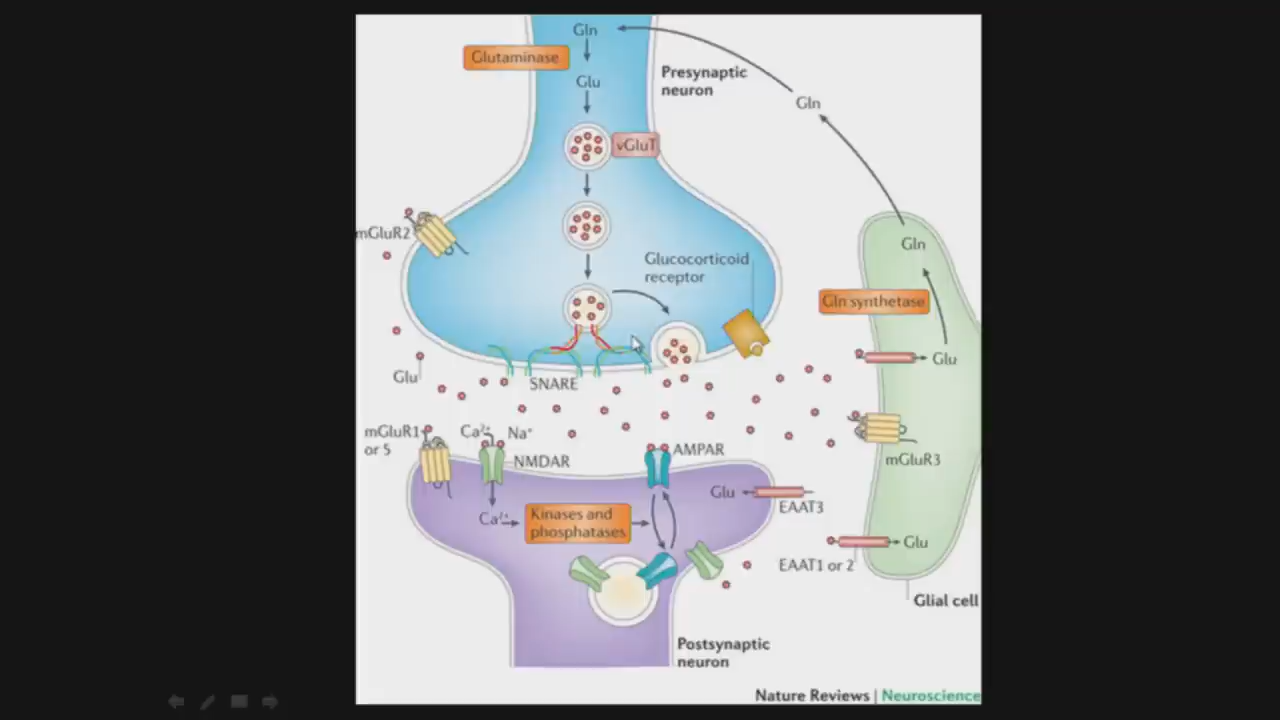 Gln
Glutaminase
Glu
Presynaptic
neuron
Gln
vGluT
mGluR2
Gln
Glucocorticoid
receptor
Gln synthetase
Glu
Glu
SNARE
mGluR1
or 5
Ca²⁺
Na⁺
NMDAR
AMPAR
mGluR3
Glu
EAAT3
Ca²⁺
Kinases and
phosphatases
Glu
EAAT1 or 2
Glial cell
Postsynaptic
neuron
Nature Reviews | Neuroscience